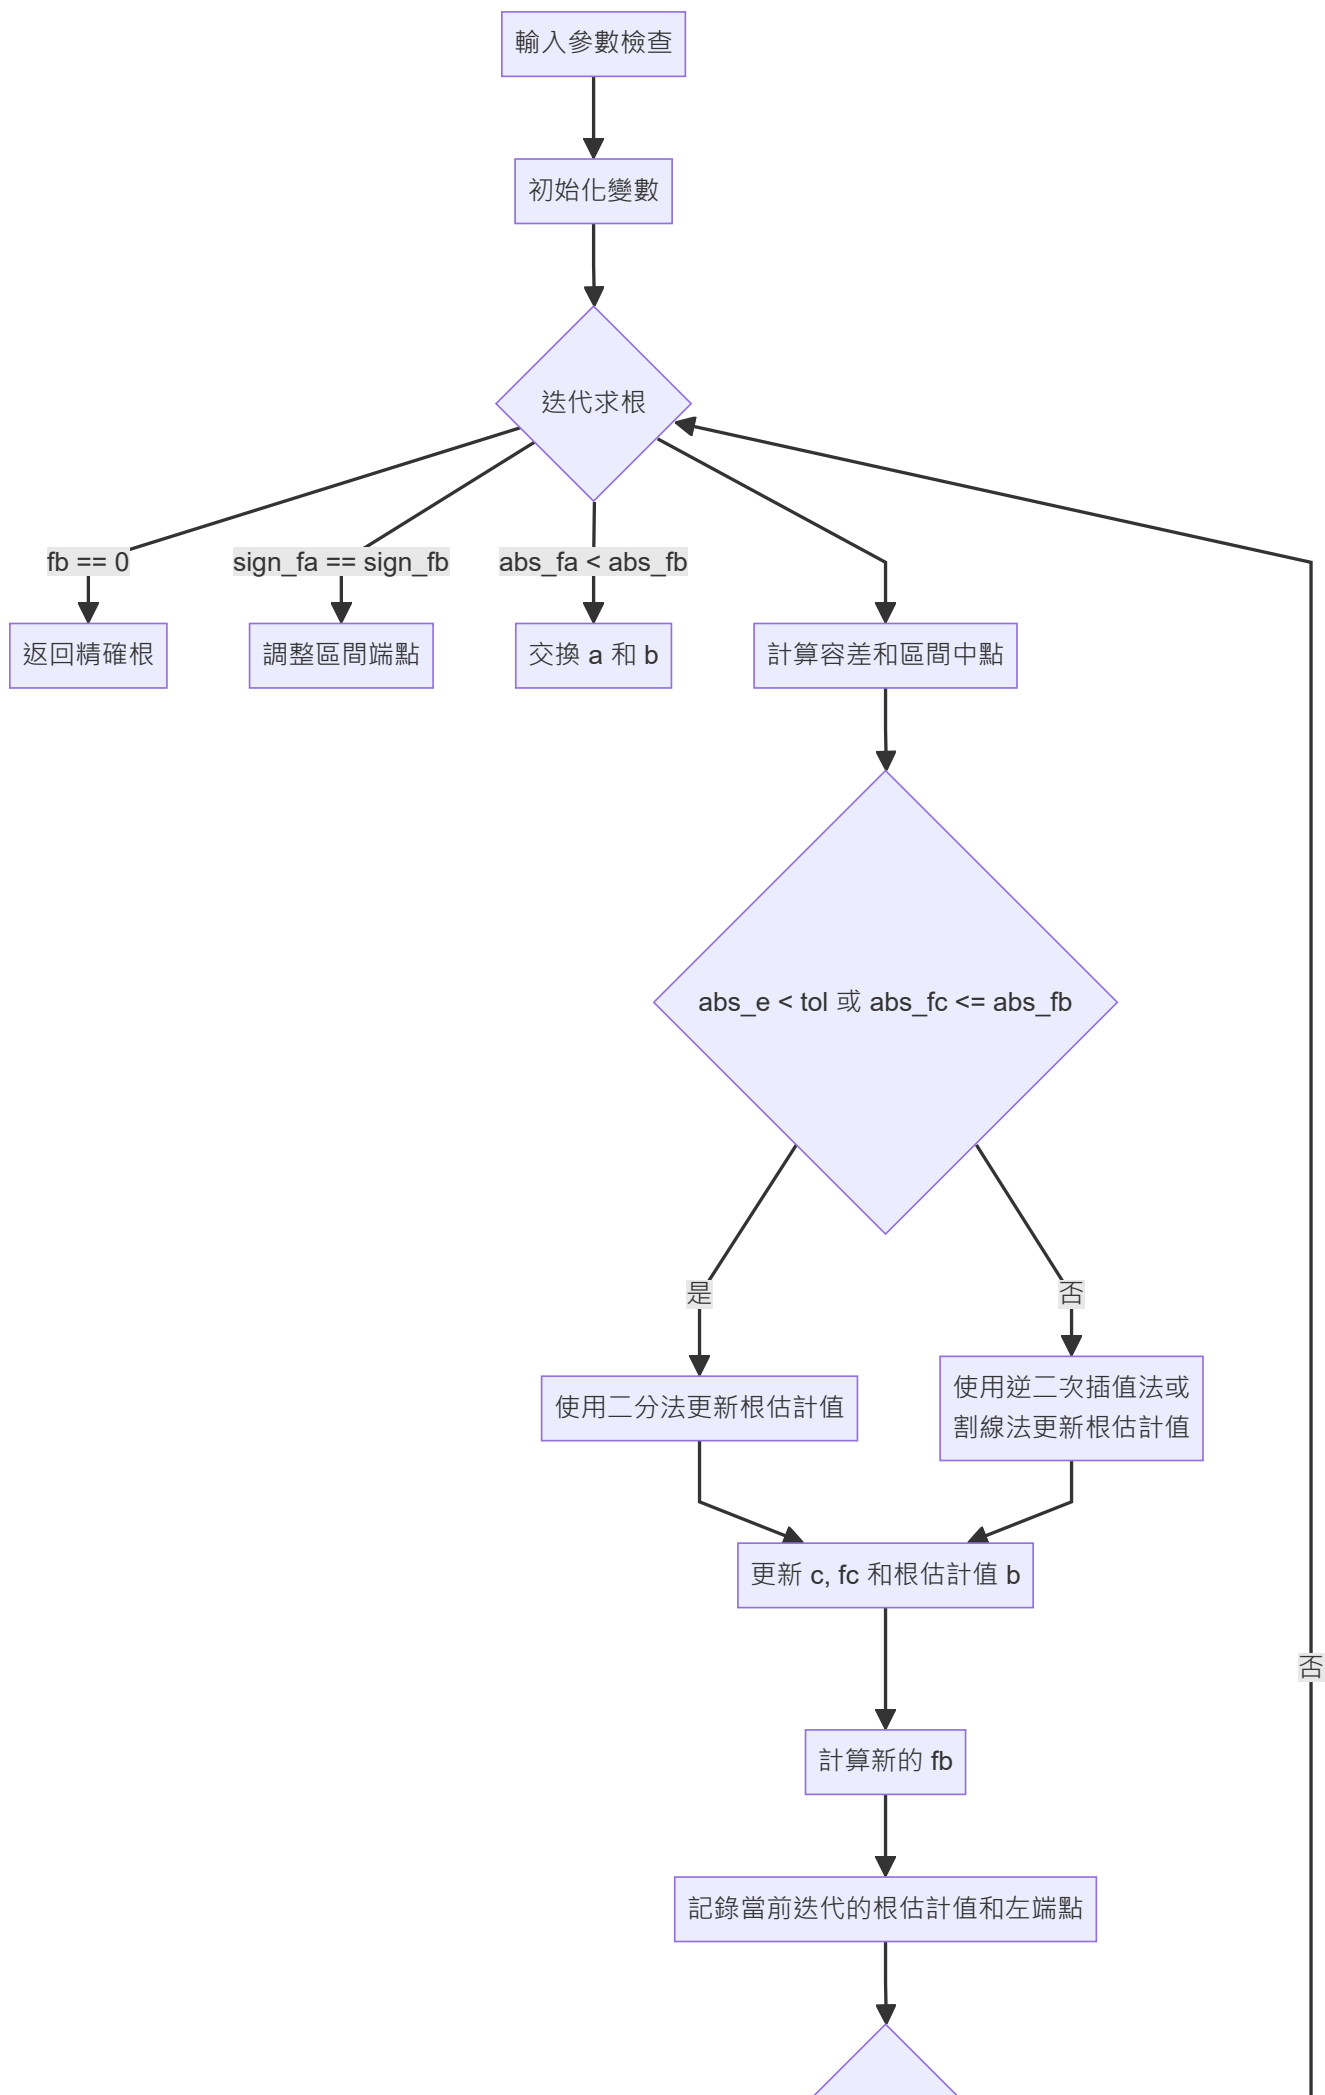 輸入參數檢查
初始化變數
迭代求根
fb == 0
sign_fa == sign_fb
abs_fa < abs_fb
返回精確根
調整區間端點
交換 a 和 b
計算容差和區間中點
abs_e < tol 或 abs_fc <= abs_fb
是
否
使用二分法更新根估計值
使用逆二次插值法或
割線法更新根估計值
更新 c, fc 和根估計值 b
否
計算新的 fb
記錄當前迭代的根估計值和左端點